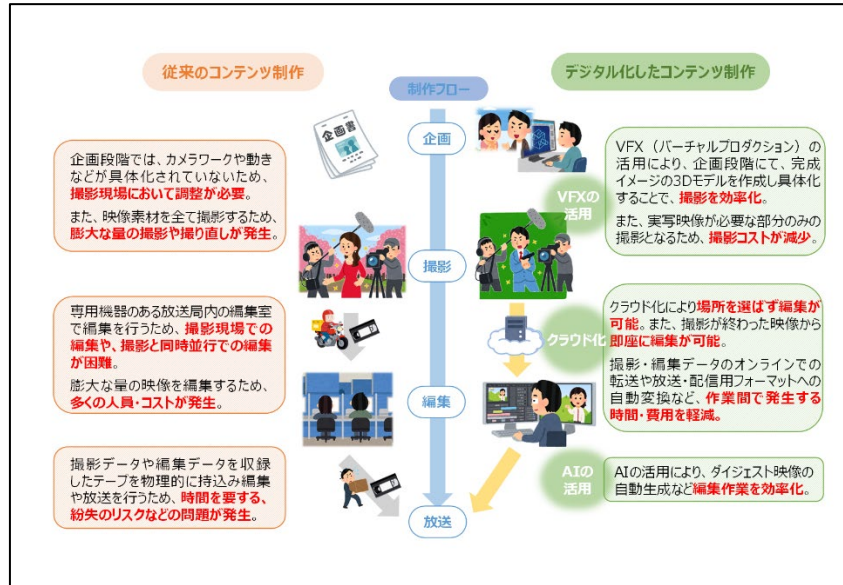 従来のコンテンツ制作
制作フロー
デジタル化したコンテンツ制作
企画書
企画
企画段階では、カメラワークや動き
などが具体化されていないため、
撮影現場において調整が必要。
また、映像素材を全て撮影するため、
膨大な量の撮影や撮り直しが発生。
VFX（バーチャルプロダクション）の
活用により、企画段階にて、完成
イメージの3Dモデルを作成し具体化
することで、撮影を効率化。
また、実写映像が必要な部分のみの
撮影となるため、撮影コストが減少。
VFXの
活用
撮影
専用機器のある放送局内の編集室
で編集を行うため、撮影現場での
編集や、撮影と同時並行での編集
が困難。
膨大な量の映像を編集するため、
多くの人員・コストが発生。
クラウド化
クラウド化により場所を選ばず編集が
可能。また、撮影が終わった映像から
即座に編集が可能。
撮影・編集データのオンラインでの
転送や放送・配信用フォーマットへの
自動変換など、作業間で発生する
時間・費用を軽減。
編集
撮影データや編集データを収録
したテープを物理的に持込み編集
や放送を行うため、時間を要する、
紛失のリスクなどの問題が発生。
AIの
活用
AIの活用により、ダイジェスト映像の
自動生成など編集作業を効率化。
放送